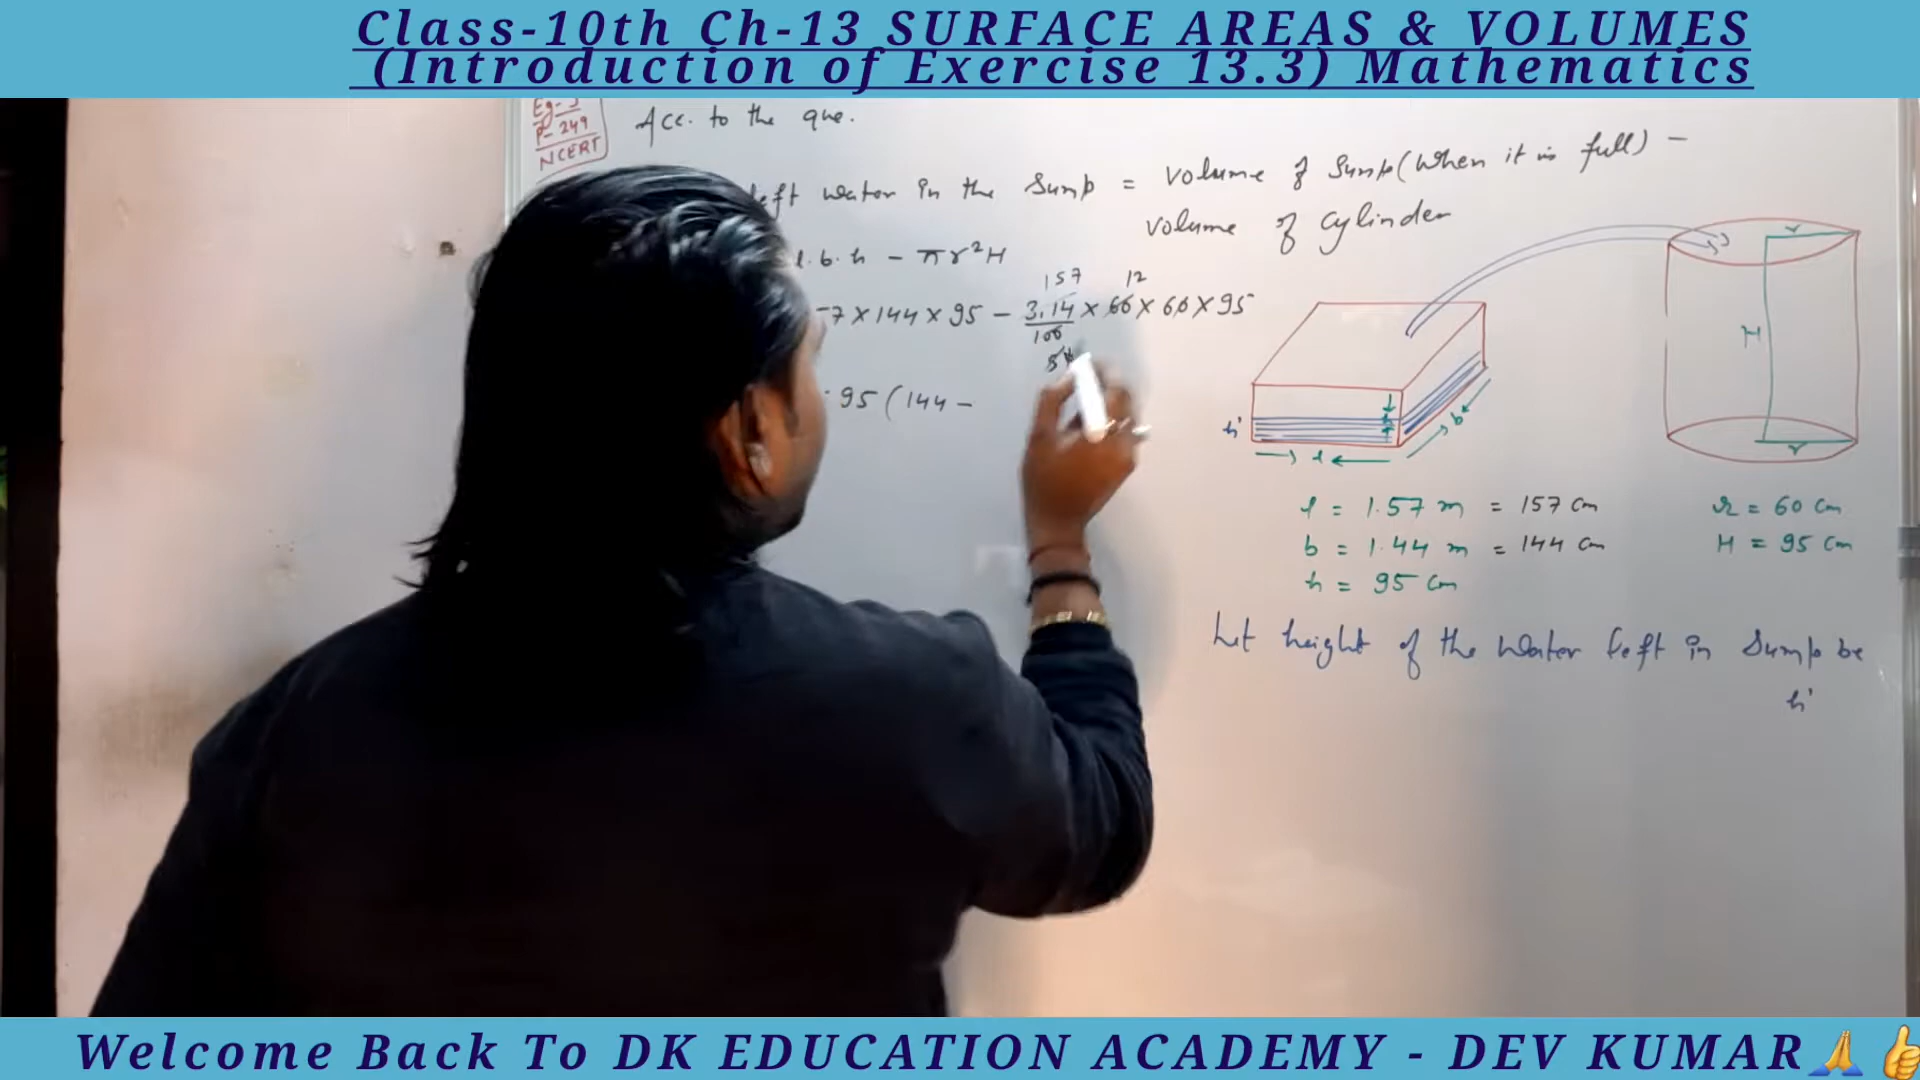 Class-10th Ch-13 SURFACE AREAS & VOLUMES
(Introduction of Exercise 13.3) Mathematics
P-249
NCERT
Acc. to the que.
left water in the Sump = volume of Sump (when it is full) -
volume of cylinder
l.b.h - πr²H
157 12
7 × 144 × 95 - 3.14 × 60 × 60 × 95
100
95 (144 -
r
H
r
h'
h
b
l
l = 1.57 m = 157 cm
b = 1.44 m = 144 cm
h = 95 cm
r = 60 cm
H = 95 cm
Let height of the water left in Sump be
h'
Welcome Back To DK EDUCATION ACADEMY - DEV KUMAR🙏👍